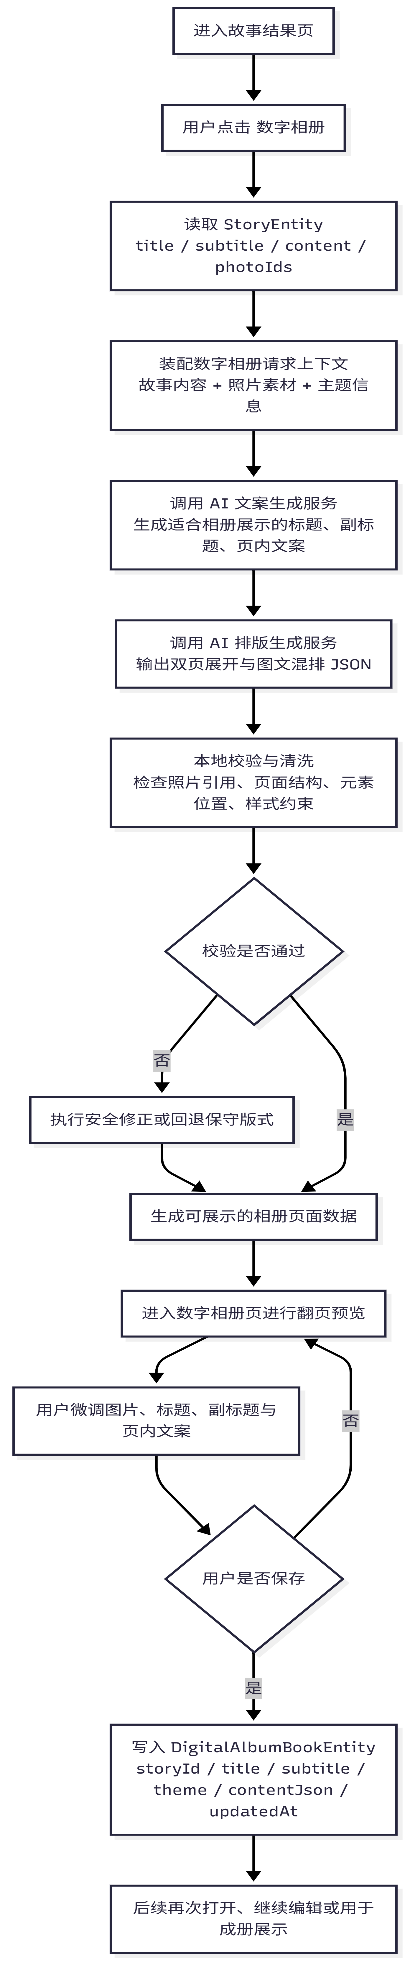 进入故事结果页
用户点击 数字相册
读取 StoryEntity
title / subtitle / content /
photoIds
装配数字相册请求上下文
故事内容 + 照片素材 + 主题信
息
调用 AI 文案生成服务
生成适合相册展示的标题、副标
题、页内文案
调用 AI 排版生成服务
输出双页展开与图文混排 JSON
本地校验与清洗
检查照片引用、页面结构、元素
位置、样式约束
校验是否通过
否
是
执行安全修正或回退保守版式
生成可展示的相册页面数据
进入数字相册页进行翻页预览
用户微调图片、标题、副标题与
页内文案
否
用户是否保存
是
写入 DigitalAlbumBookEntity
storyId / title / subtitle /
theme / contentJson /
updatedAt
后续再次打开、继续编辑或用于
成册展示